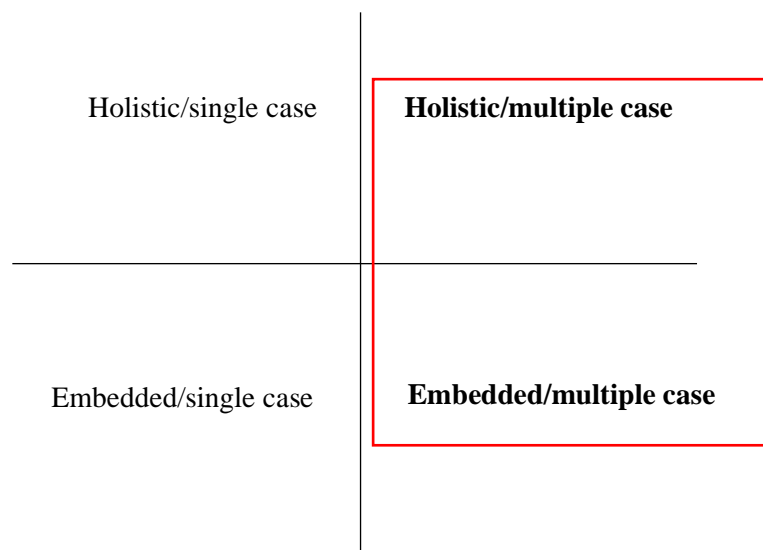 Holistic/single case
Holistic/multiple case
Embedded/single case
Embedded/multiple case